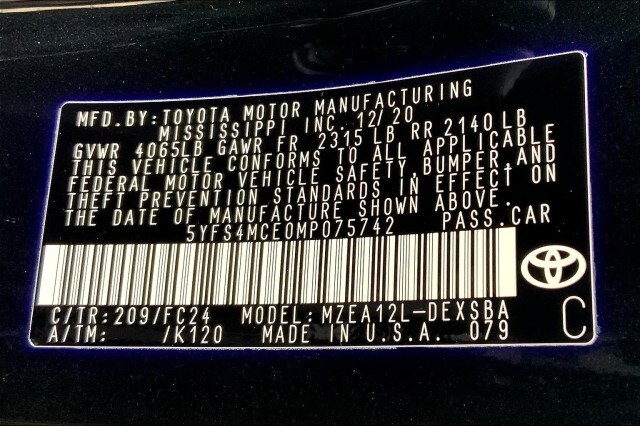 MFD. BY: TOYOTA MOTOR MANUFACTURING
MISSISSIPPI INC. 12/20
GVWR 4065LB GAWR FR 2315 LB RR 2140 LB
THIS VEHICLE CONFORMS TO ALL APPLICABLE
FEDERAL MOTOR VEHICLE SAFETY, BUMPER, AND
THEFT PREVENTION STANDARDS IN EFFECT ON
THE DATE OF MANUFACTURE SHOWN ABOVE.
5YFS4MCE0MP075742 PASS. CAR
C/TR: 209/FC24 MODEL: MZEA12L-DEXSBA
A/TM: /K120 MADE IN U.S.A. 079
C